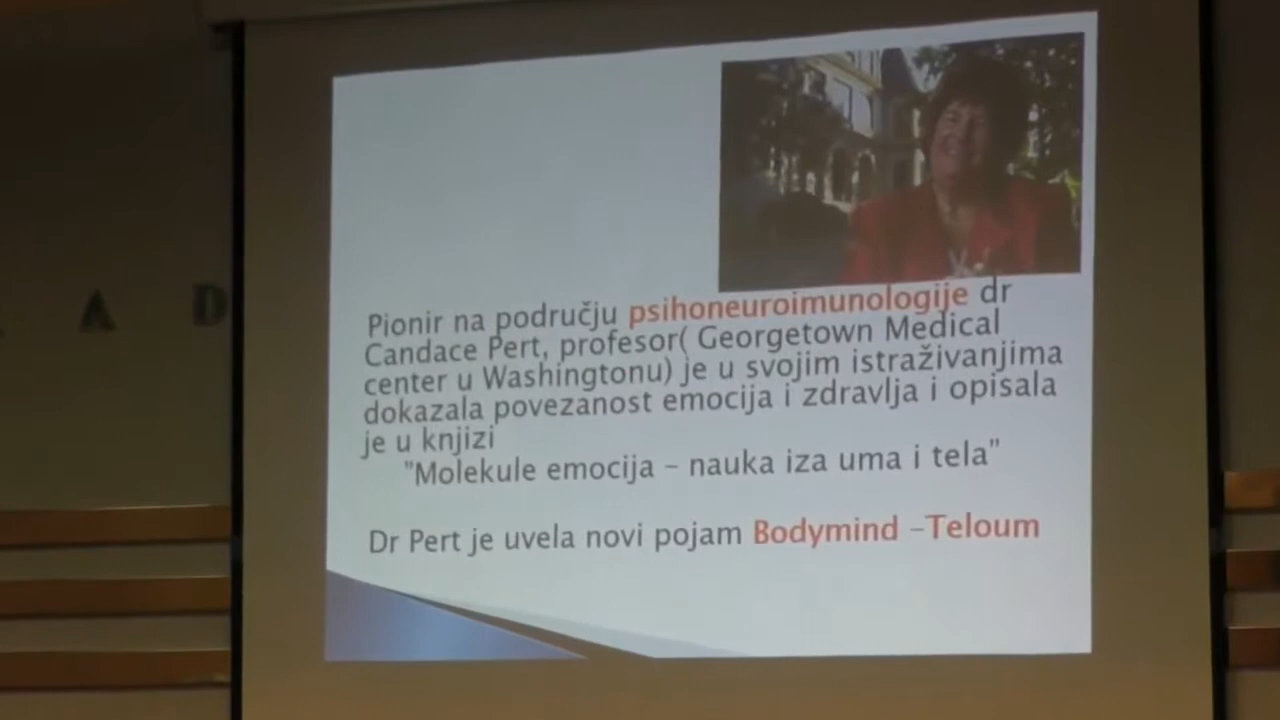 A D
Pionir na području psihoneuroimunologije dr
Candace Pert, profesor( Georgetown Medical
center u Washingtonu) je u svojim istraživanjima
dokazala povezanost emocija i zdravlja i opisala
je u knjizi
"Molekule emocija – nauka iza uma i tela"
Dr Pert je uvela novi pojam Bodymind –Teloum